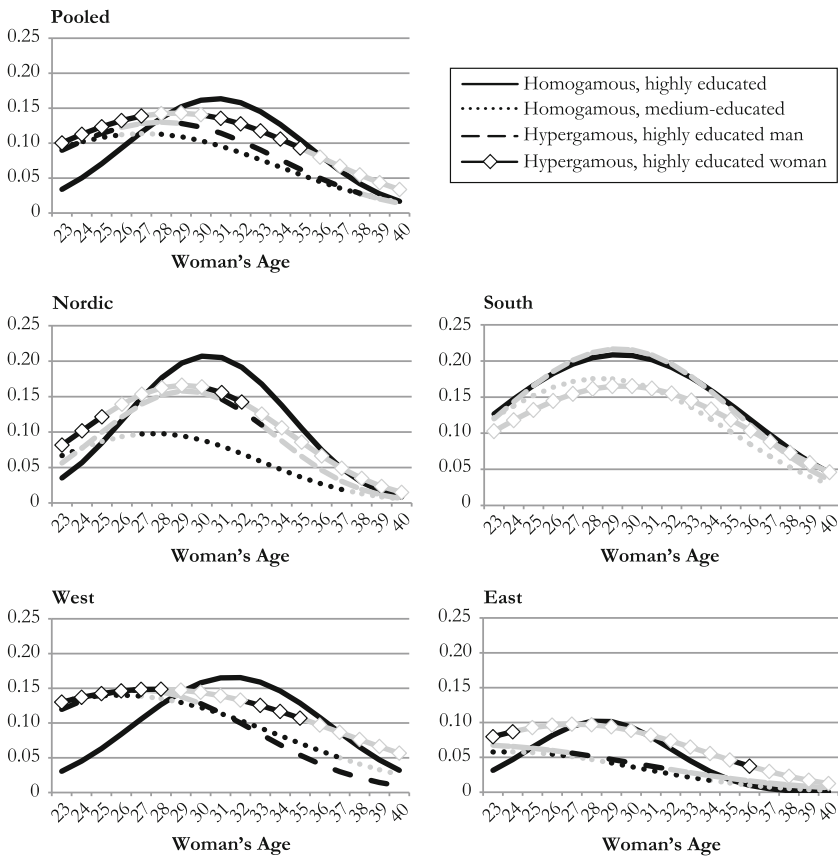 Pooled
0.25
0.20
0.15
0.10
0.05
0
23 24 25 26 27 28 29 30 31 32 33 34 35 36 37 38 39 40
Woman's Age
Homogamous, highly educated
Homogamous, medium-educated
Hypergamous, highly educated man
Hypergamous, highly educated woman
Nordic
0.25
0.20
0.15
0.10
0.05
0
23 24 25 26 27 28 29 30 31 32 33 34 35 36 37 38 39 40
Woman's Age
South
0.25
0.20
0.15
0.10
0.05
0
23 24 25 26 27 28 29 30 31 32 33 34 35 36 37 38 39 40
Woman's Age
West
0.25
0.20
0.15
0.10
0.05
0
23 24 25 26 27 28 29 30 31 32 33 34 35 36 37 38 39 40
Woman's Age
East
0.25
0.20
0.15
0.10
0.05
0
23 24 25 26 27 28 29 30 31 32 33 34 35 36 37 38 39 40
Woman's Age